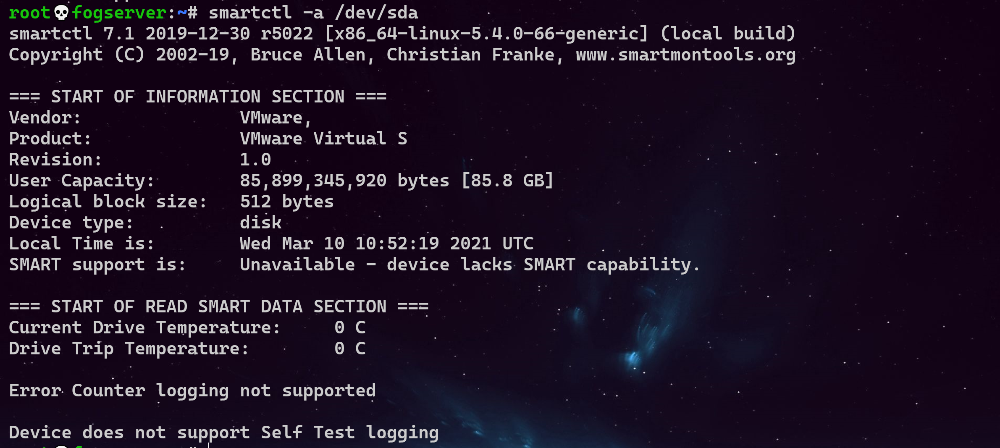 root💀fogserver:~# smartctl -a /dev/sda
smartctl 7.1 2019-12-30 r5022 [x86_64-linux-5.4.0-66-generic] (local build)
Copyright (C) 2002-19, Bruce Allen, Christian Franke, www.smartmontools.org

=== START OF INFORMATION SECTION ===
Vendor:               VMware,
Product:              VMware Virtual S
Revision:             1.0
User Capacity:        85,899,345,920 bytes [85.8 GB]
Logical block size:   512 bytes
Device type:          disk
Local Time is:        Wed Mar 10 10:52:19 2021 UTC
SMART support is:     Unavailable - device lacks SMART capability.

=== START OF READ SMART DATA SECTION ===
Current Drive Temperature:     0 C
Drive Trip Temperature:        0 C

Error Counter logging not supported

Device does not support Self Test logging